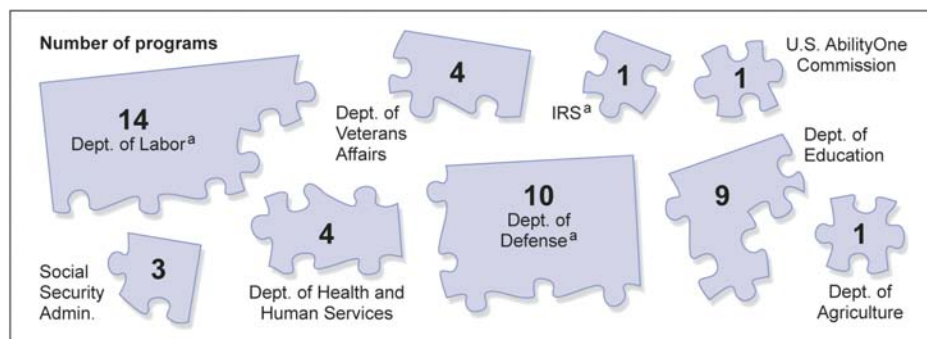 Number of programs
14
Dept. of Labor a
4
Dept. of
Veterans
Affairs
1
IRS a
1
U.S. AbilityOne
Commission
3
Social
Security
Admin.
4
Dept. of Health and
Human Services
10
Dept. of
Defense a
9
Dept. of
Education
1
Dept. of
Agriculture